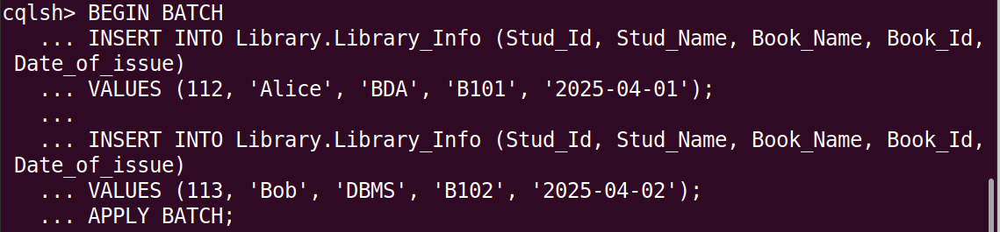 cqlsh> BEGIN BATCH
   ... INSERT INTO Library.Library_Info (Stud_Id, Stud_Name, Book_Name, Book_Id,
 Date_of_issue)
   ... VALUES (112, 'Alice', 'BDA', 'B101', '2025-04-01');
   ...
   ... INSERT INTO Library.Library_Info (Stud_Id, Stud_Name, Book_Name, Book_Id,
 Date_of_issue)
   ... VALUES (113, 'Bob', 'DBMS', 'B102', '2025-04-02');
   ... APPLY BATCH;